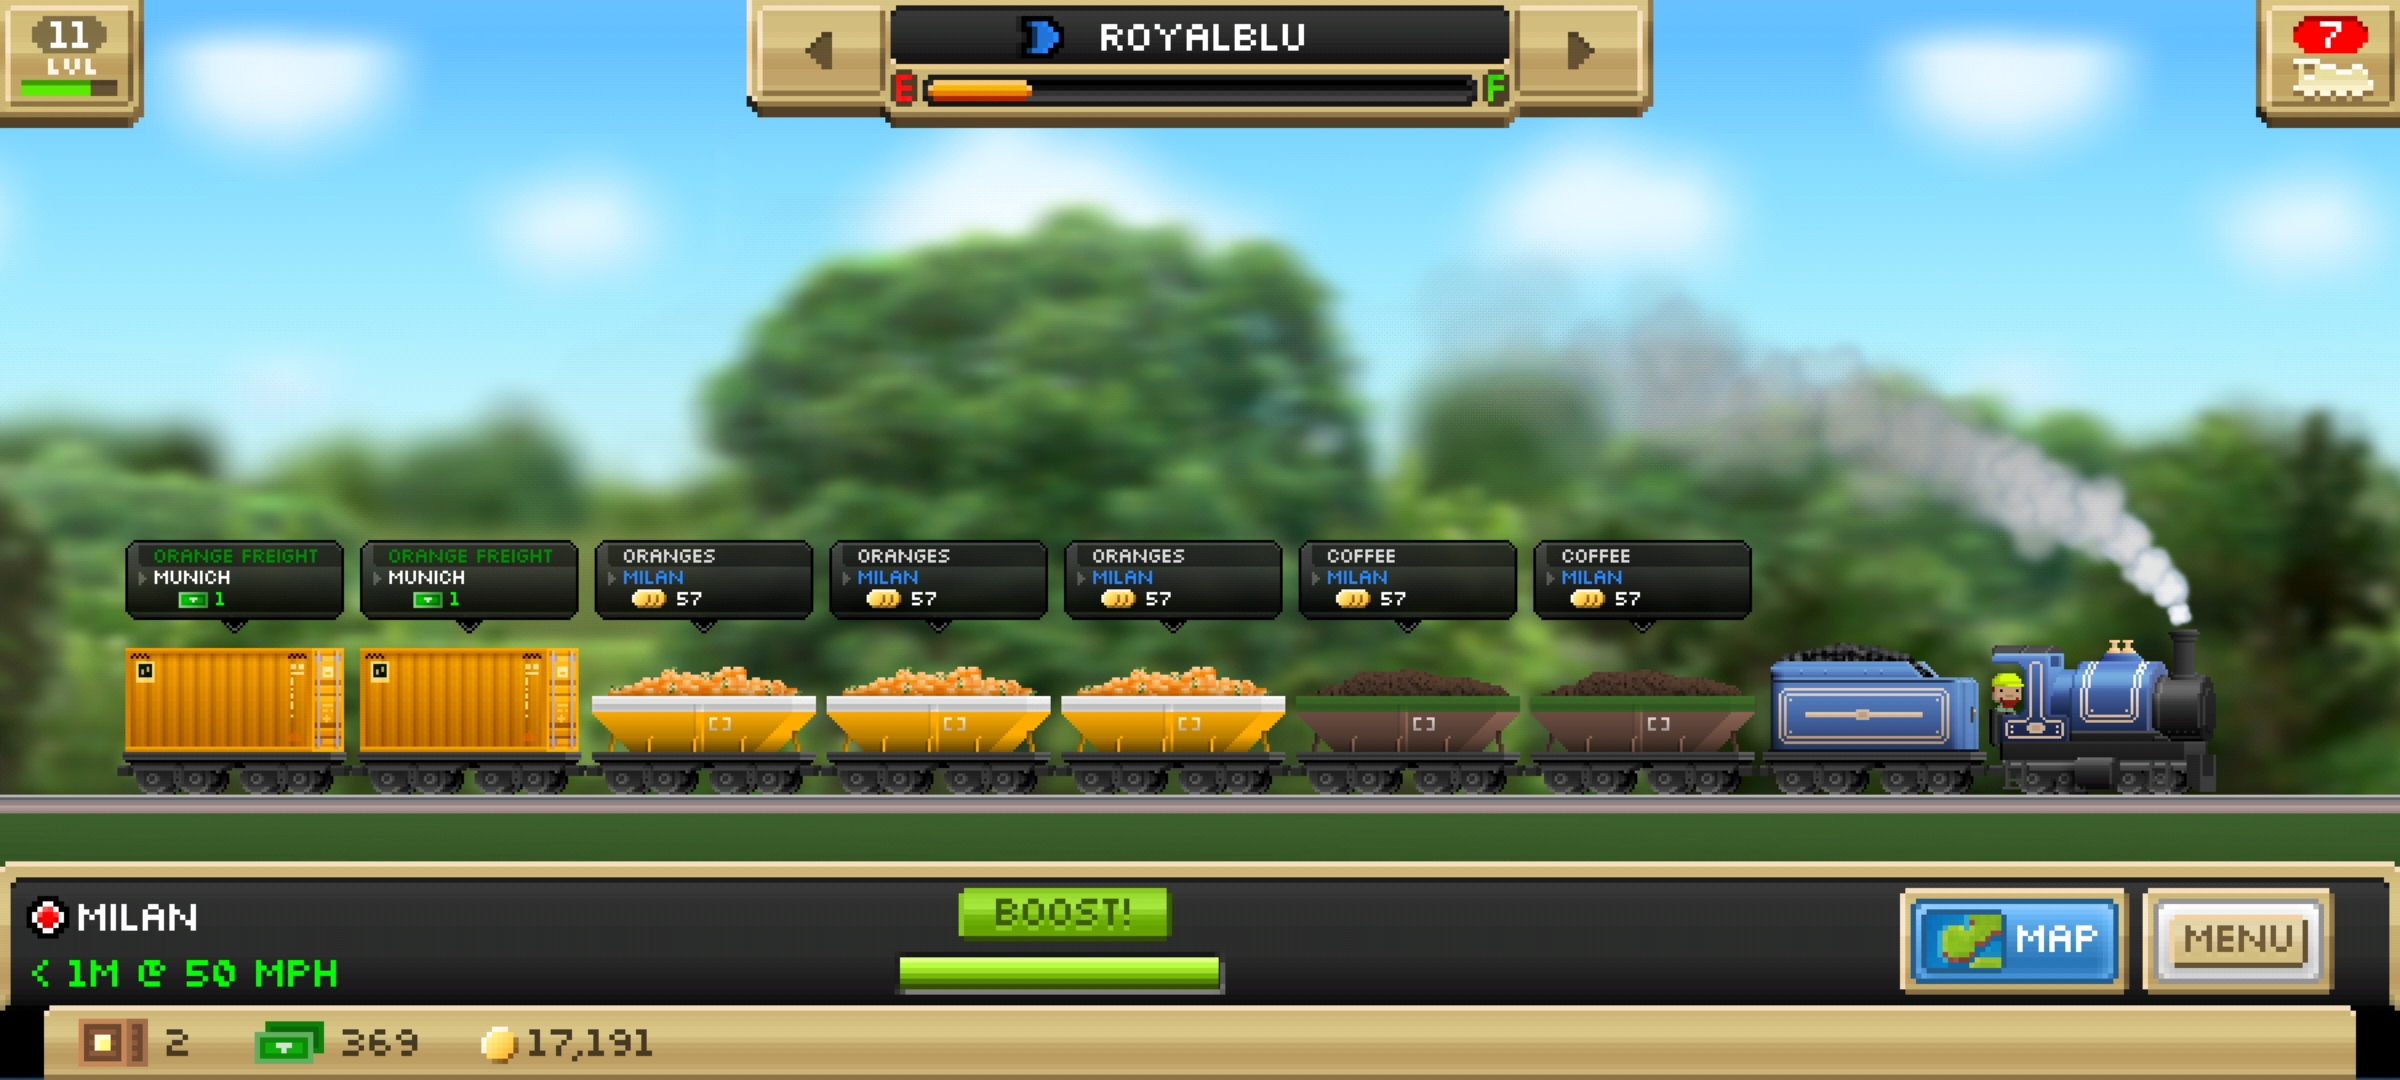 11
LVL
ROYALBLU
E F
7
ORANGE FREIGHT
MUNICH
1
ORANGE FREIGHT
MUNICH
1
ORANGES
MILAN
57
ORANGES
MILAN
57
ORANGES
MILAN
57
COFFEE
MILAN
57
COFFEE
MILAN
57
MILAN
< 1M @ 50 MPH
BOOST!
MAP
MENU
2
369
17,191